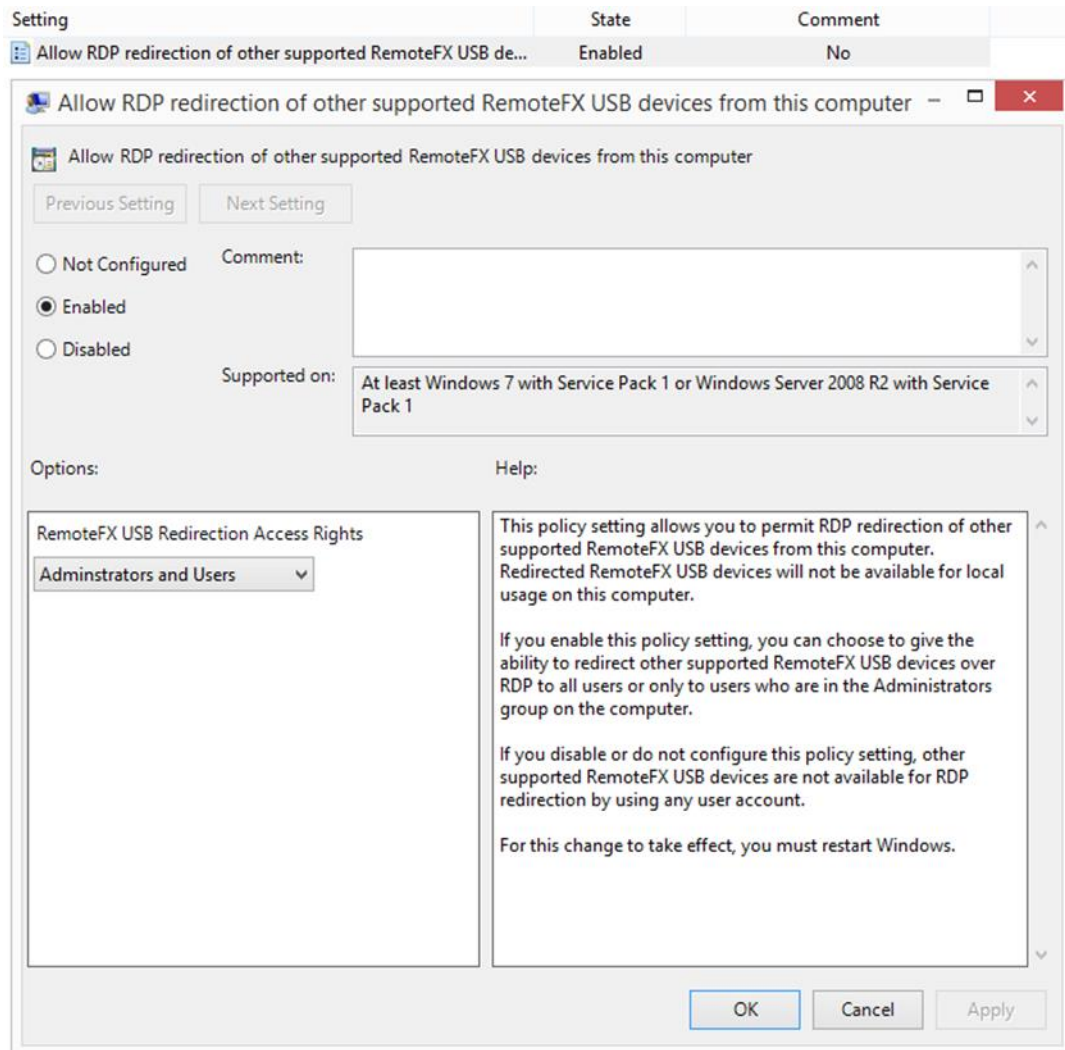 Setting State Comment
Allow RDP redirection of other supported RemoteFX USB de... Enabled No
Allow RDP redirection of other supported RemoteFX USB devices from this computer
Allow RDP redirection of other supported RemoteFX USB devices from this computer
Previous Setting Next Setting
Not Configured
Comment:
Enabled
Disabled
Supported on:
At least Windows 7 with Service Pack 1 or Windows Server 2008 R2 with Service
Pack 1
Options:
Help:
RemoteFX USB Redirection Access Rights
Adminstrators and Users
This policy setting allows you to permit RDP redirection of other
supported RemoteFX USB devices from this computer.
Redirected RemoteFX USB devices will not be available for local
usage on this computer.
If you enable this policy setting, you can choose to give the
ability to redirect other supported RemoteFX USB devices over
RDP to all users or only to users who are in the Administrators
group on the computer.
If you disable or do not configure this policy setting, other
supported RemoteFX USB devices are not available for RDP
redirection by using any user account.
For this change to take effect, you must restart Windows.
OK Cancel Apply